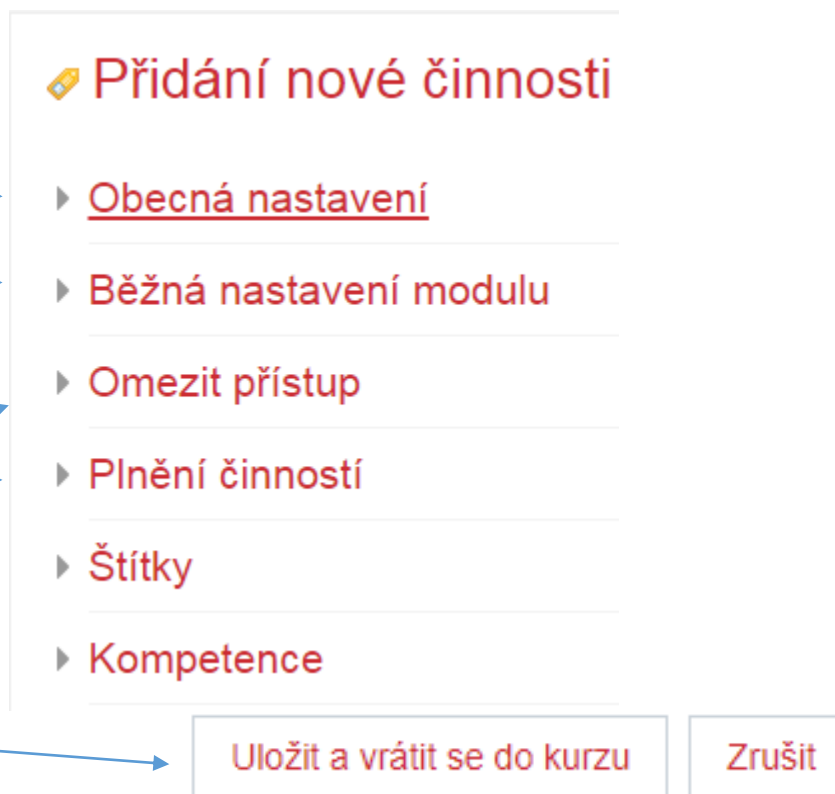 Přidání nové činnosti
Obecná nastavení
Běžná nastavení modulu
Omezit přístup
Plnění činností
Štítky
Kompetence
Uložit a vrátit se do kurzu
Zrušit